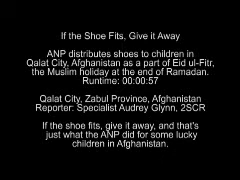 If the Shoe Fits, Give it Away
ANP distributes shoes to children in
Qalat City, Afghanistan as a part of Eid ul-Fitr,
the Muslim holiday at the end of Ramadan.
Runtime: 00:00:57
Qalat City, Zabul Province, Afghanistan
Reporter: Specialist Audrey Glynn, 2SCR
If the shoe fits, give it away, and that's
just what the ANP did for some lucky
children in Afghanistan.